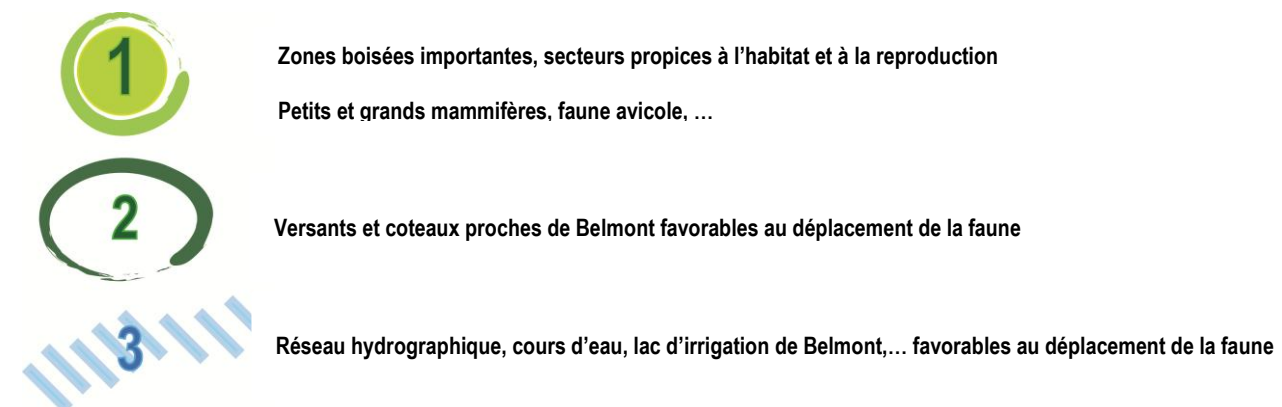 1
Zones boisées importantes, secteurs propices à l’habitat et à la reproduction
Petits et grands mammifères, faune avicole, …
2
Versants et coteaux proches de Belmont favorables au déplacement de la faune
3
Réseau hydrographique, cours d’eau, lac d’irrigation de Belmont,… favorables au déplacement de la faune